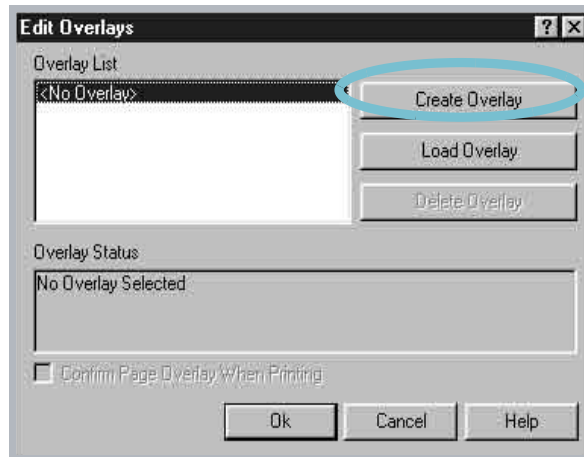 Edit Overlays
Overlay List
<No Overlay>
Create Overlay
Load Overlay
Delete Overlay
Overlay Status
No Overlay Selected
Confirm Page Overlay When Printing
Ok
Cancel
Help